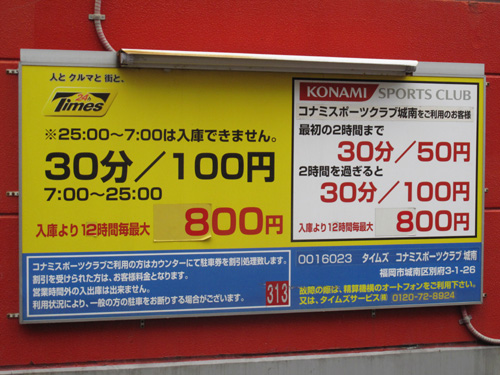 人と クルマと 街と、
24h
Times
※25:00～7:00は入庫できません。
30分／100円
7:00～25:00
入庫より12時間毎最大 800円
KONAMI SPORTS CLUB
コナミスポーツクラブ城南をご利用のお客様
最初の2時間まで
30分／50円
2時間を過ぎると
30分／100円
入庫より12時間毎最大 800円
コナミスポーツクラブご利用の方はカウンターにて駐車券を割引処理致します。
割引を受けられた方は、お客様料金となります。
営業時間外の入出庫は出来ません。
利用状況により、一般の方の駐車をお断りする場合がございます。
313
0016023 タイムズ コナミスポーツクラブ 城南
福岡市城南区別府3-1-26
故障の際は、精算機横のオートフォンをご利用下さい。
又は、タイムズサービス㈱ 0120-72-8924